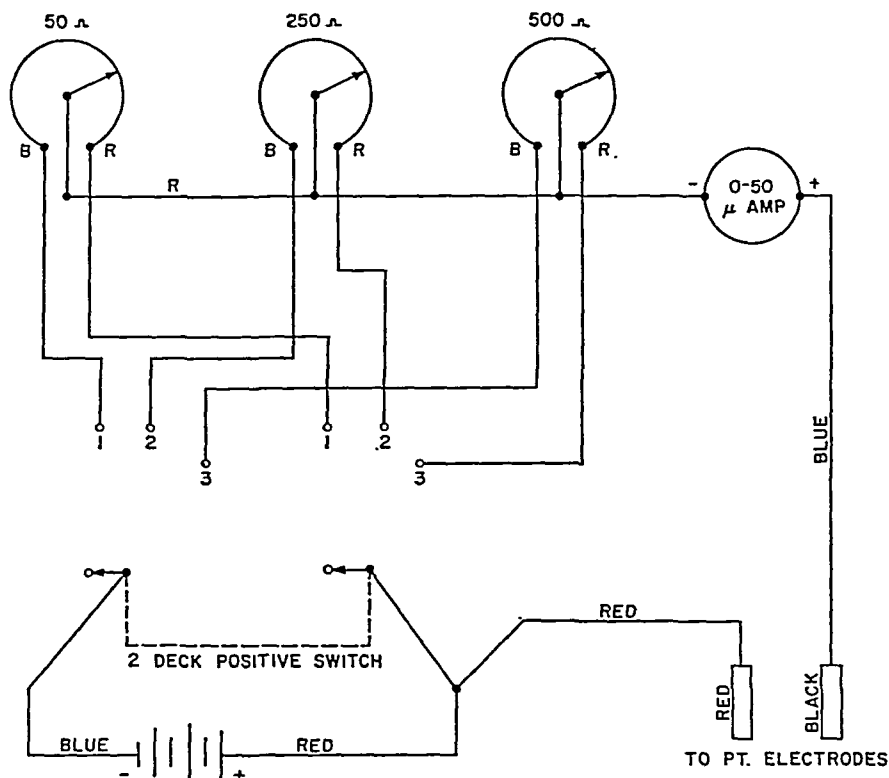 50 Ω
250 Ω
500 Ω
B
R
B
R
B
R.
R
-
0-50
μ AMP
+
1
2
1
.2
3
3
BLUE
RED
2 DECK POSITIVE SWITCH
RED
BLACK
BLUE
RED
-
+
TO PT. ELECTRODES